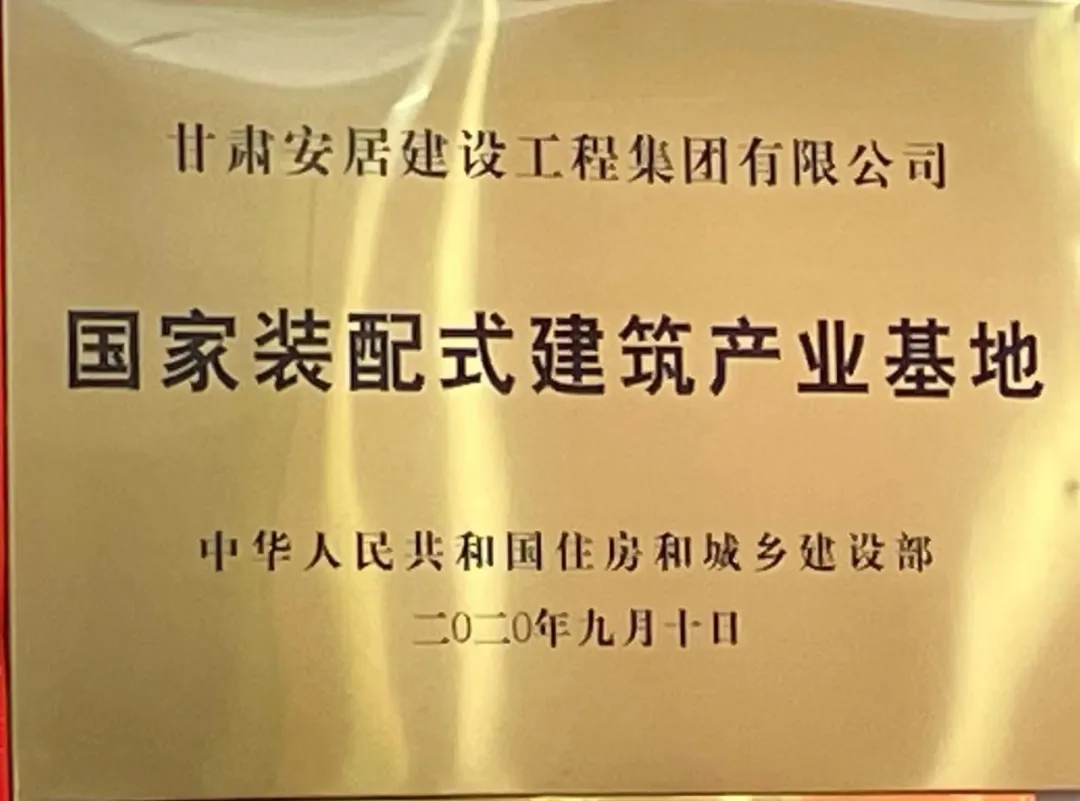 甘肃安居建设工程集团有限公司
国家装配式建筑产业基地
中华人民共和国住房和城乡建设部
二〇二〇年九月十日